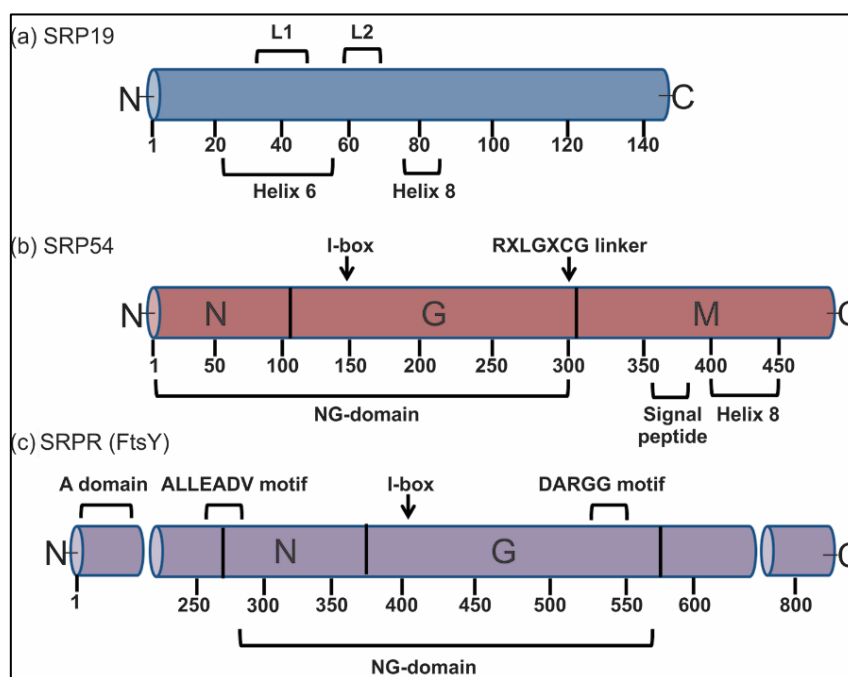 (a) SRP19
L1 L2
N C
1 20 40 60 80 100 120 140
Helix 6 Helix 8
(b) SRP54
I-box RXLGXCG linker
N N G M C
1 50 100 150 200 250 300 350 400 450
NG-domain Signal peptide Helix 8
(c) SRPR (FtsY)
A domain ALLEADV motif I-box DARGG motif
N N G C
1 250 300 350 400 450 500 550 600 800
NG-domain